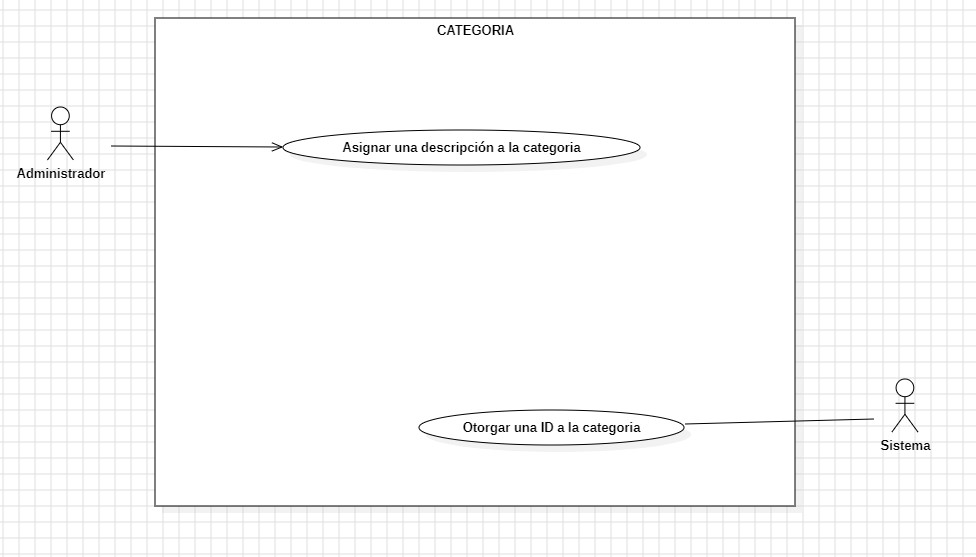 CATEGORIA
Asignar una descripción a la categoria
Administrador
Otorgar una ID a la categoria
Sistema